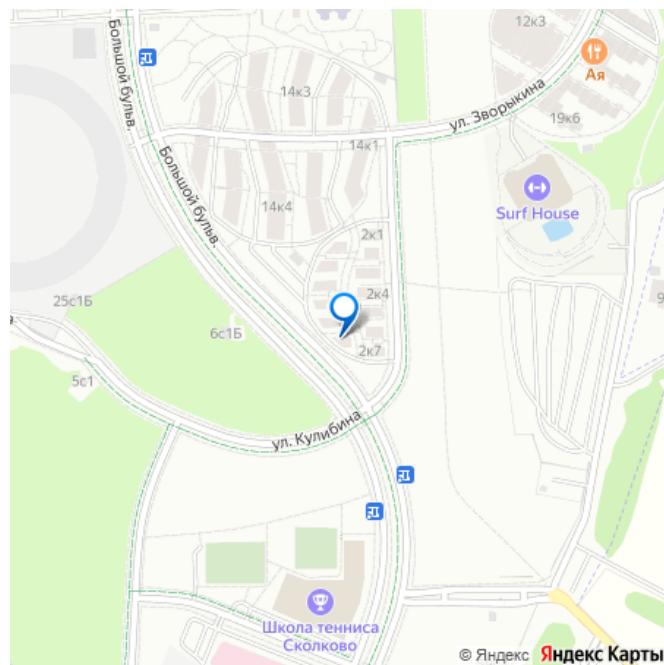 12к3
Большой бульв.
Ая
14к3
ул. Зворыкина
19к6
14к1
Большой бульв.
Surf House
14к4
2к1
2к4
25с1Б
9
6с1Б
2к7
5с1
ул. Кулибина
Школа тенниса
Сколково
© Яндекс Яндекс Карты